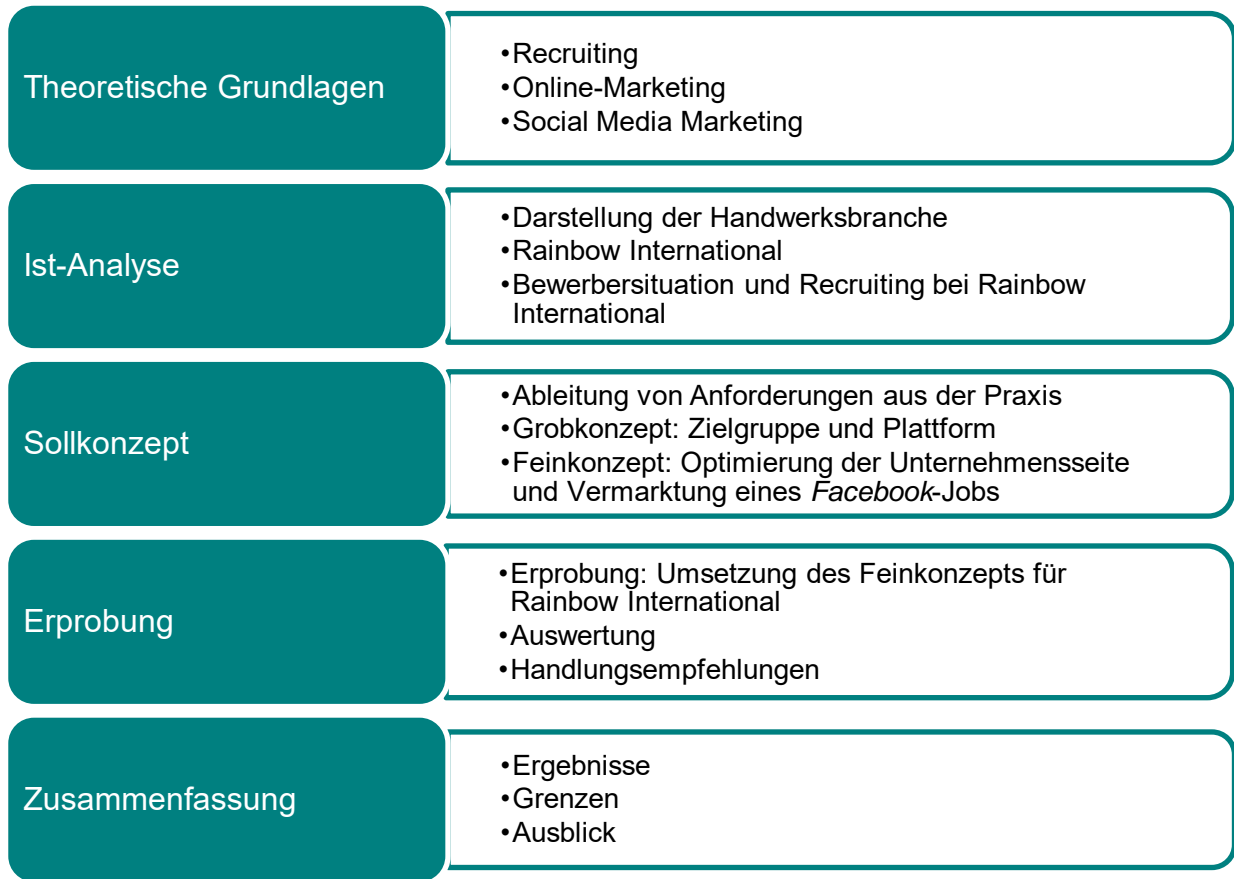 Theoretische Grundlagen
•Recruiting
•Online-Marketing
•Social Media Marketing
Ist-Analyse
•Darstellung der Handwerksbranche
•Rainbow International
•Bewerbersituation und Recruiting bei Rainbow
International
Sollkonzept
•Ableitung von Anforderungen aus der Praxis
•Grobkonzept: Zielgruppe und Plattform
•Feinkonzept: Optimierung der Unternehmensseite
und Vermarktung eines Facebook-Jobs
Erprobung
•Erprobung: Umsetzung des Feinkonzepts für
Rainbow International
•Auswertung
•Handlungsempfehlungen
Zusammenfassung
•Ergebnisse
•Grenzen
•Ausblick